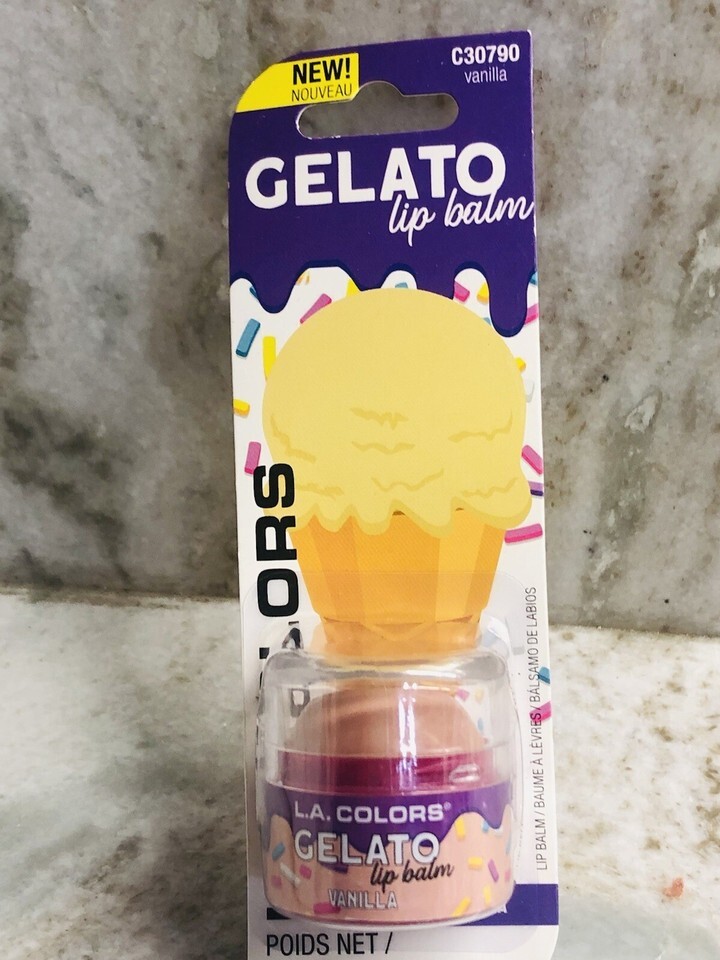 NEW!
NOUVEAU
C30790
vanilla
GELATO
lip balm
ORS
LIP BALM / BAUME À LÈVRES / BÁLSAMO DE LABIOS
L.A. COLORS®
GELATO
lip balm
VANILLA
POIDS NET /